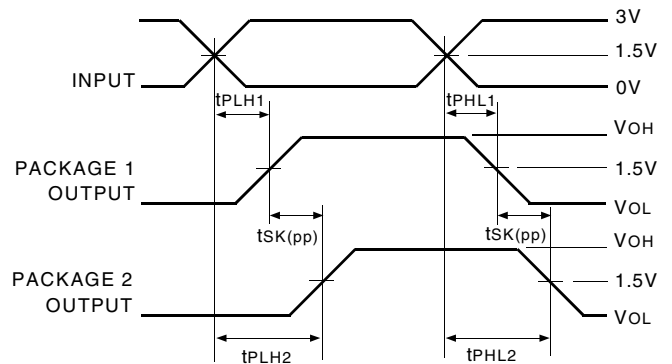 3V
1.5V
INPUT
0V
tPLH1
tPHL1
VOH
PACKAGE 1
OUTPUT
1.5V
VOL
tSK(pp)
tSK(pp)
VOH
PACKAGE 2
OUTPUT
1.5V
VOL
tPLH2
tPHL2